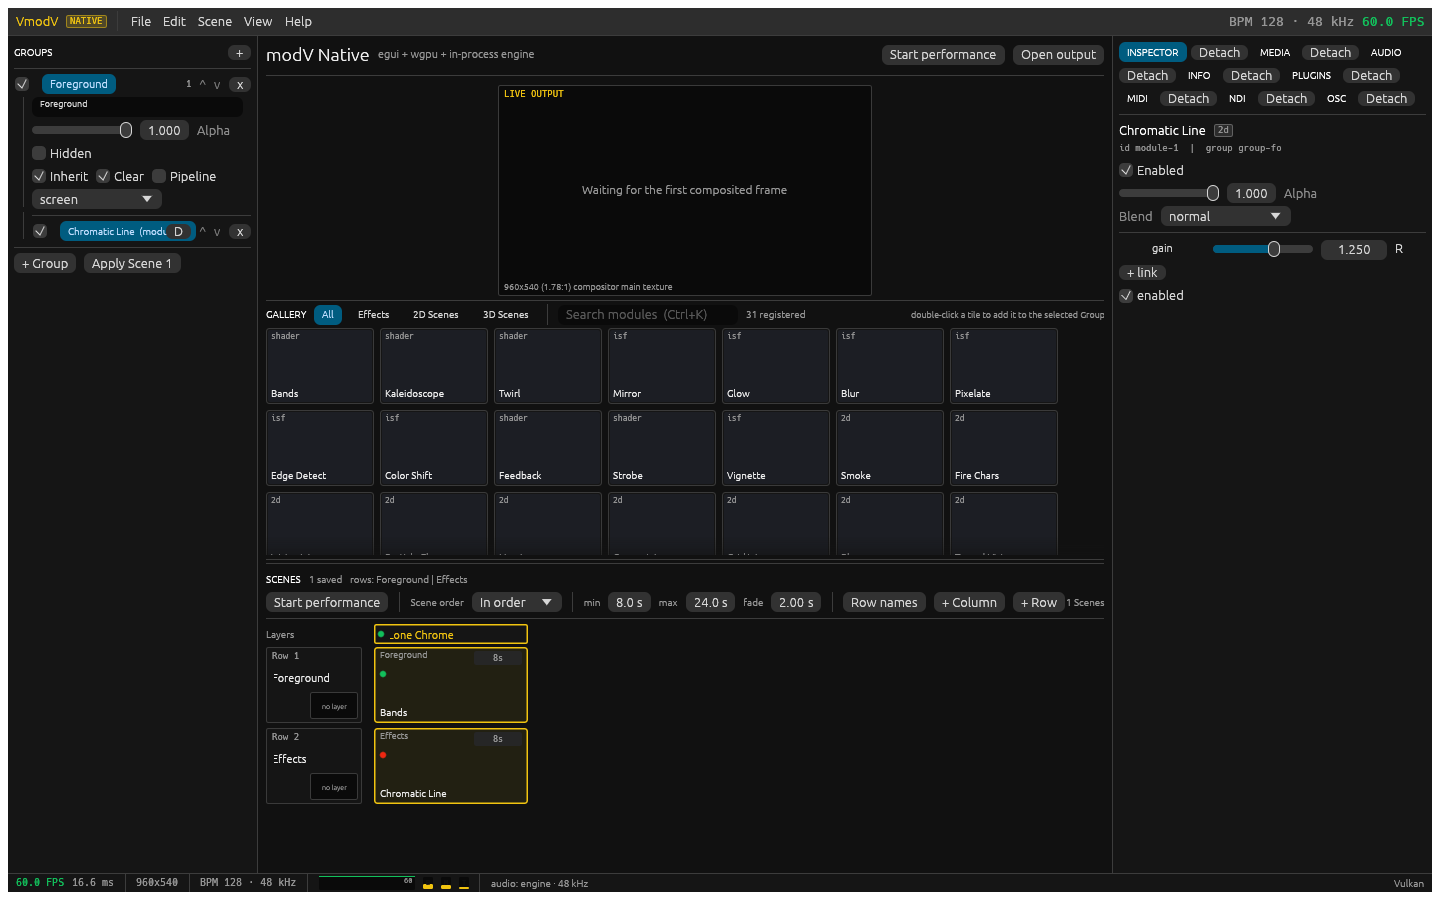 VmodV NATIVE File Edit Scene View Help BPM 128 · 48 kHz 60.0 FPS
GROUPS +
Foreground 1 ^ v x
Foreground
1.000 Alpha
Hidden
Inherit Clear Pipeline
screen
Chromatic Line (modu D ^ v x
+ Group Apply Scene 1
modV Native egui + wgpu + in-process engine Start performance Open output
LIVE OUTPUT
Waiting for the first composited frame
960x540 (1.78:1) compositor main texture
GALLERY All Effects 2D Scenes 3D Scenes Search modules (Ctrl+K) 31 registered double-click a tile to add it to the selected Group
shader shader shader isf isf isf isf
Bands Kaleidoscope Twirl Mirror Glow Blur Pixelate
isf isf shader shader isf 2d 2d
Edge Detect Color Shift Feedback Strobe Vignette Smoke Fire Chars
2d 2d 2d 2d 2d 2d 2d
SCENES 1 saved rows: Foreground | Effects
Start performance Scene order In order min 8.0 s max 24.0 s fade 2.00 s Row names + Column + Row 1 Scenes
Layers one Chrome
Row 1 Foreground 8s
Foreground
no layer
Bands
Row 2 Effects 8s
Effects
no layer
Chromatic Line
INSPECTOR Detach MEDIA Detach AUDIO
Detach INFO Detach PLUGINS Detach
MIDI Detach NDI Detach OSC Detach
Chromatic Line 2d
id module-1 | group group-fo
Enabled
1.000 Alpha
Blend normal
gain 1.250 R
+ link
enabled
60.0 FPS 16.6 ms 960x540 BPM 128 · 48 kHz 60 audio: engine · 48 kHz Vulkan